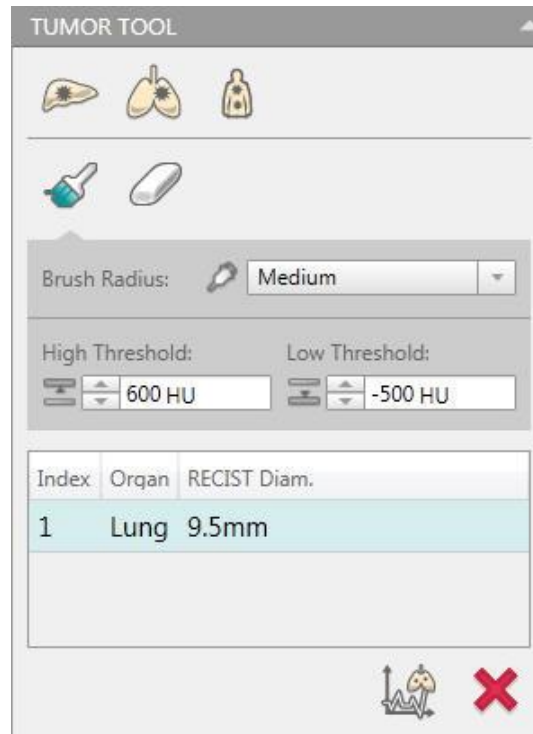 TUMOR TOOL
Brush Radius: Medium
High Threshold: Low Threshold:
600 HU -500 HU
Index Organ RECIST Diam.
1 Lung 9.5mm